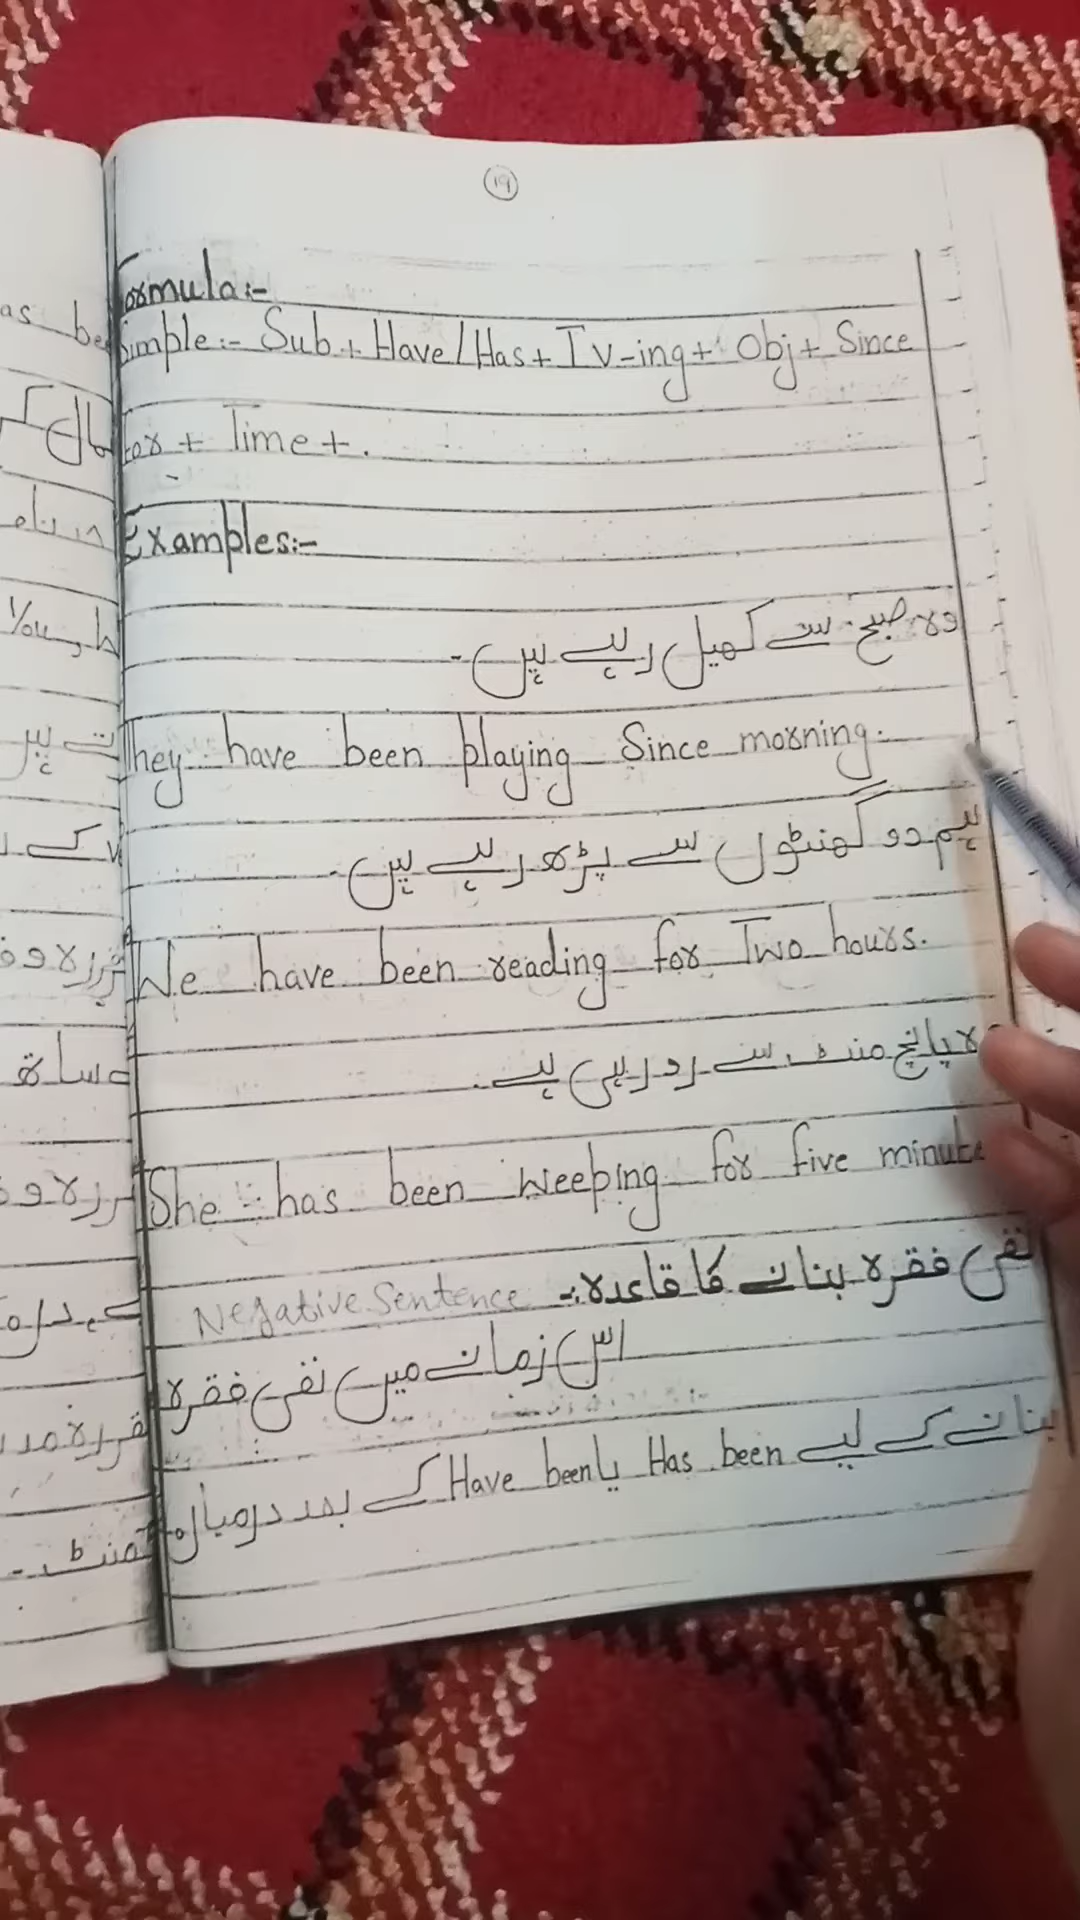 19
Formula:-
Simple:- Sub + Have/Has + IV-ing + Obj + Since
For + Time + .
Examples:-
وہ صبح سے کھیل رہے ہیں۔
They have been playing Since morning.
ہم دو گھنٹوں سے پڑھ رہے ہیں۔
We have been reading for Two hours.
وہ پانچ منٹ سے رو رہی ہے۔
She has been weeping for five minute
نفی فقرہ بنانے کا قاعدہ:- Negative Sentence
اس زمانے میں نفی فقرہ
بنانے کے لیے Has been یا Have been کے بعد درمیان